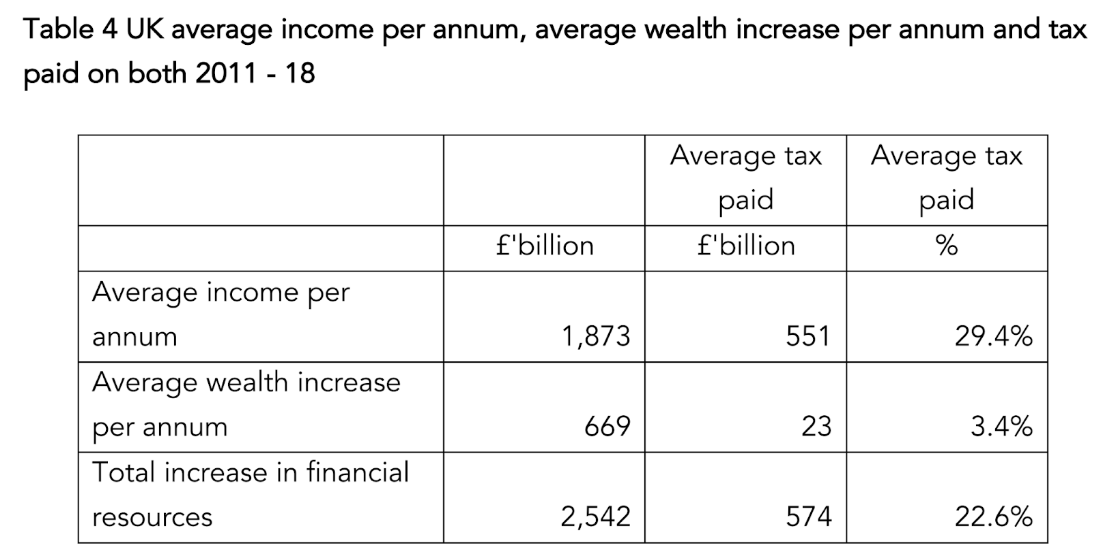 Table 4 UK average income per annum, average wealth increase per annum and tax
paid on both 2011 - 18
Average tax paid
Average tax paid
£'billion
£'billion
%
Average income per annum
1,873
551
29.4%
Average wealth increase per annum
669
23
3.4%
Total increase in financial resources
2,542
574
22.6%